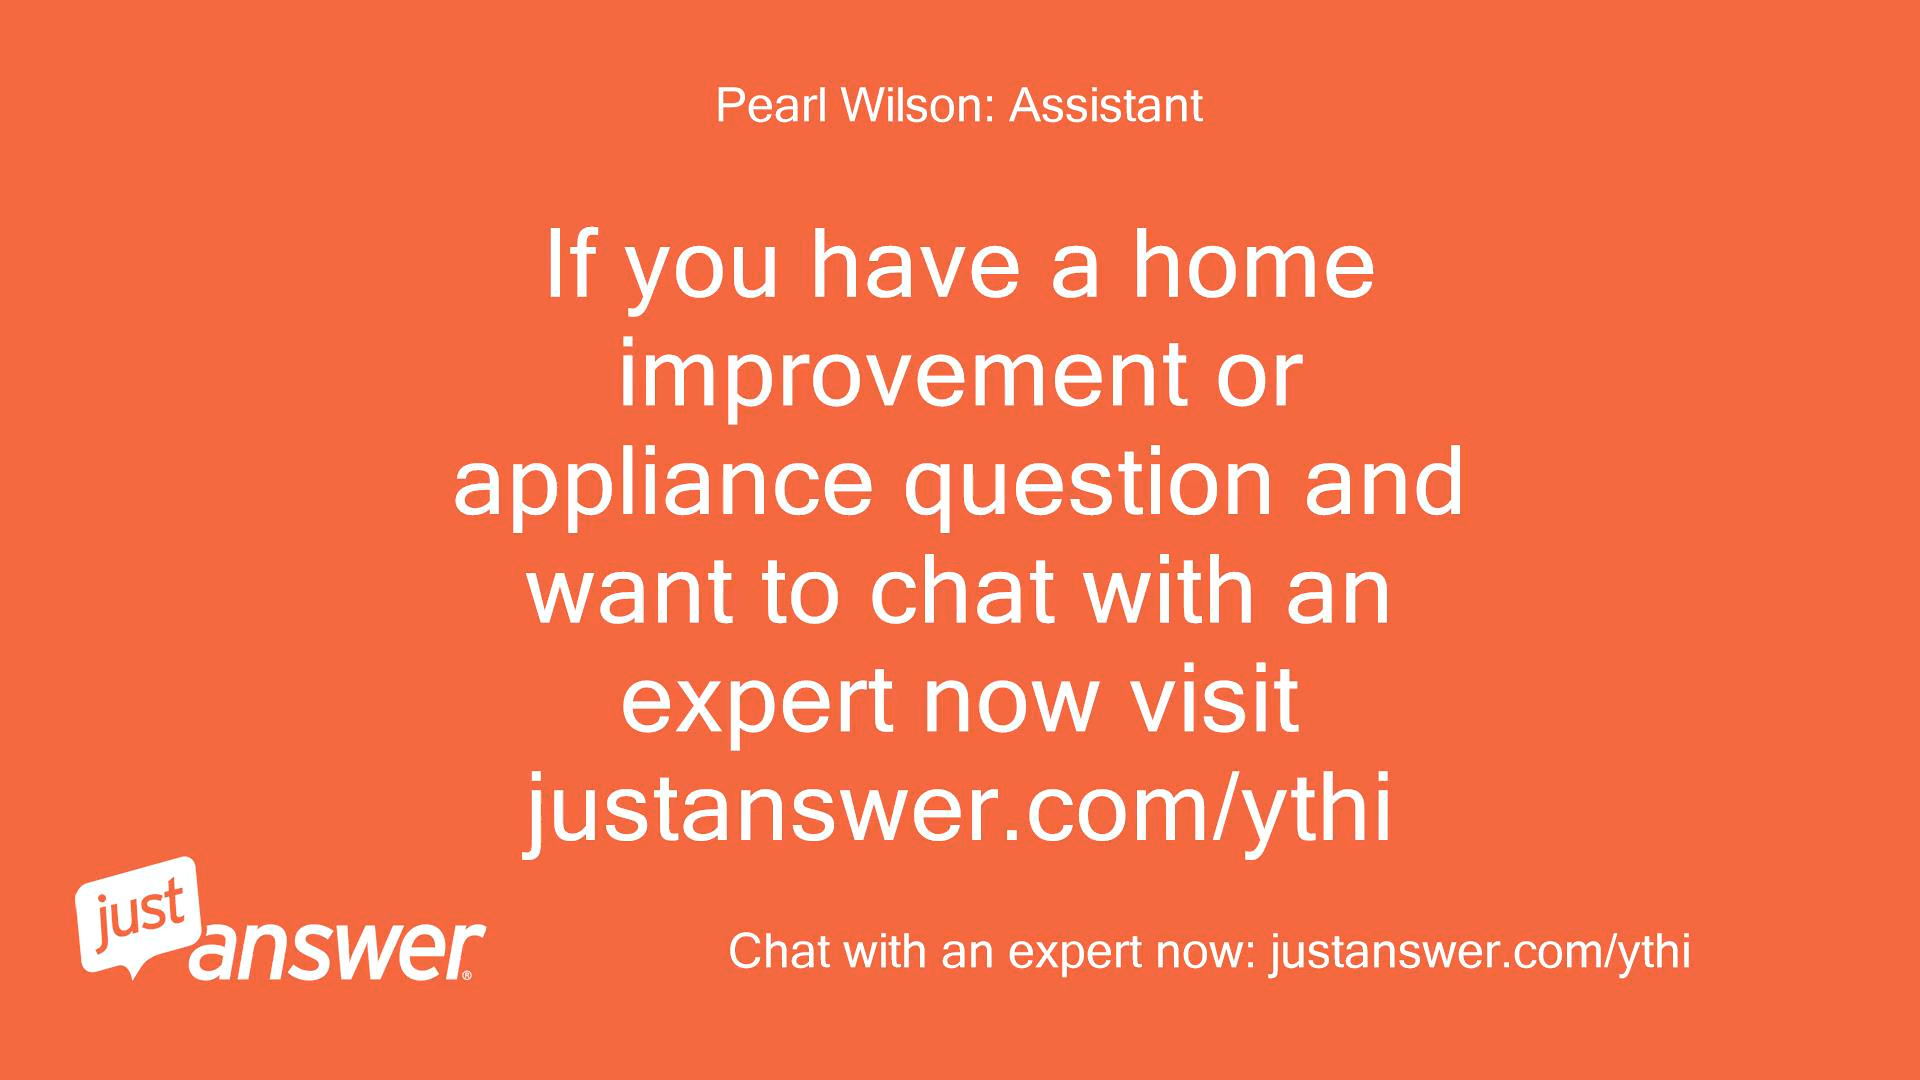 Pearl Wilson: Assistant
If you have a home
improvement or
appliance question and
want to chat with an
expert now visit
justanswer.com/ythi
just
answer®
Chat with an expert now: justanswer.com/ythi